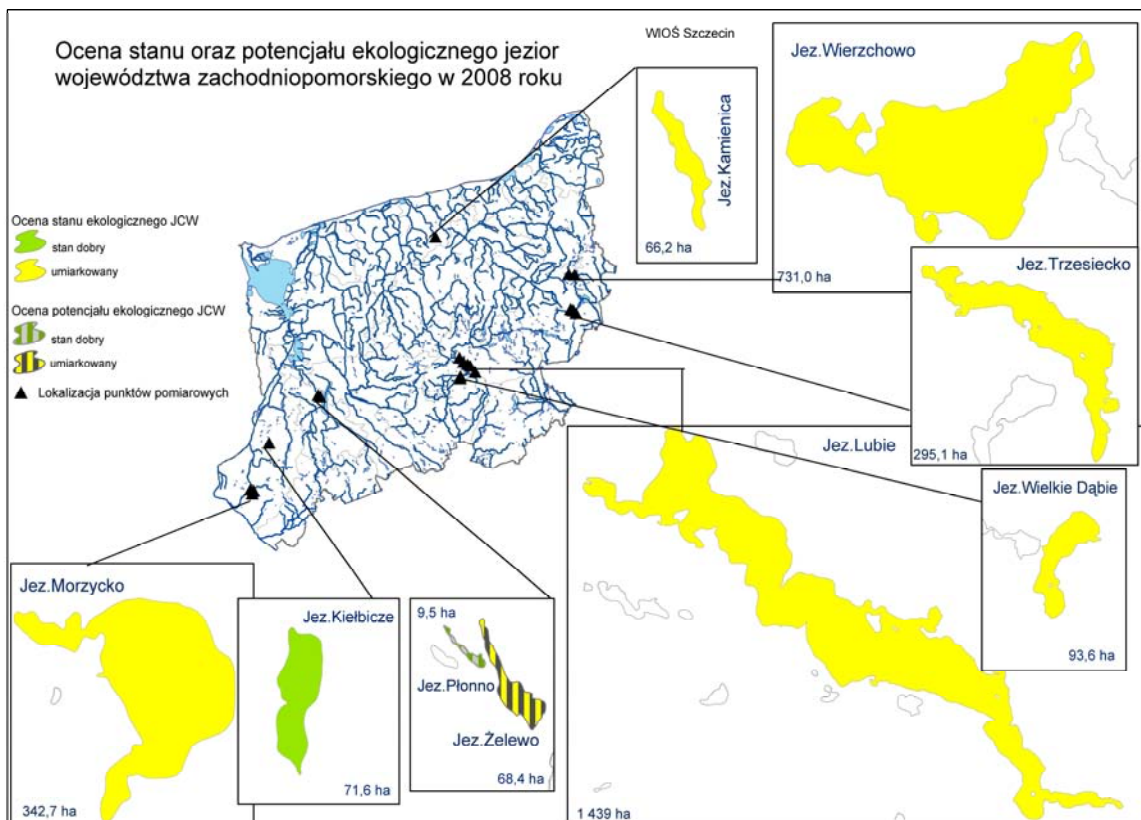 Ocena stanu oraz potencjału ekologicznego jezior
województwa zachodniopomorskiego w 2008 roku
WIOŚ Szczecin
Jez.Kamienica
66,2 ha
Jez.Wierzchowo
731,0 ha
Jez.Trzesiecko
295,1 ha
Ocena stanu ekologicznego JCW
stan dobry
umiarkowany
Ocena potencjału ekologicznego JCW
stan dobry
umiarkowany
Lokalizacja punktów pomiarowych
Jez.Lubie
1 439 ha
Jez.Wielkie Dąbie
93,6 ha
Jez.Morzycko
342,7 ha
Jez.Kiełbicze
71,6 ha
9,5 ha
Jez.Płonno
Jez.Żelewo
68,4 ha